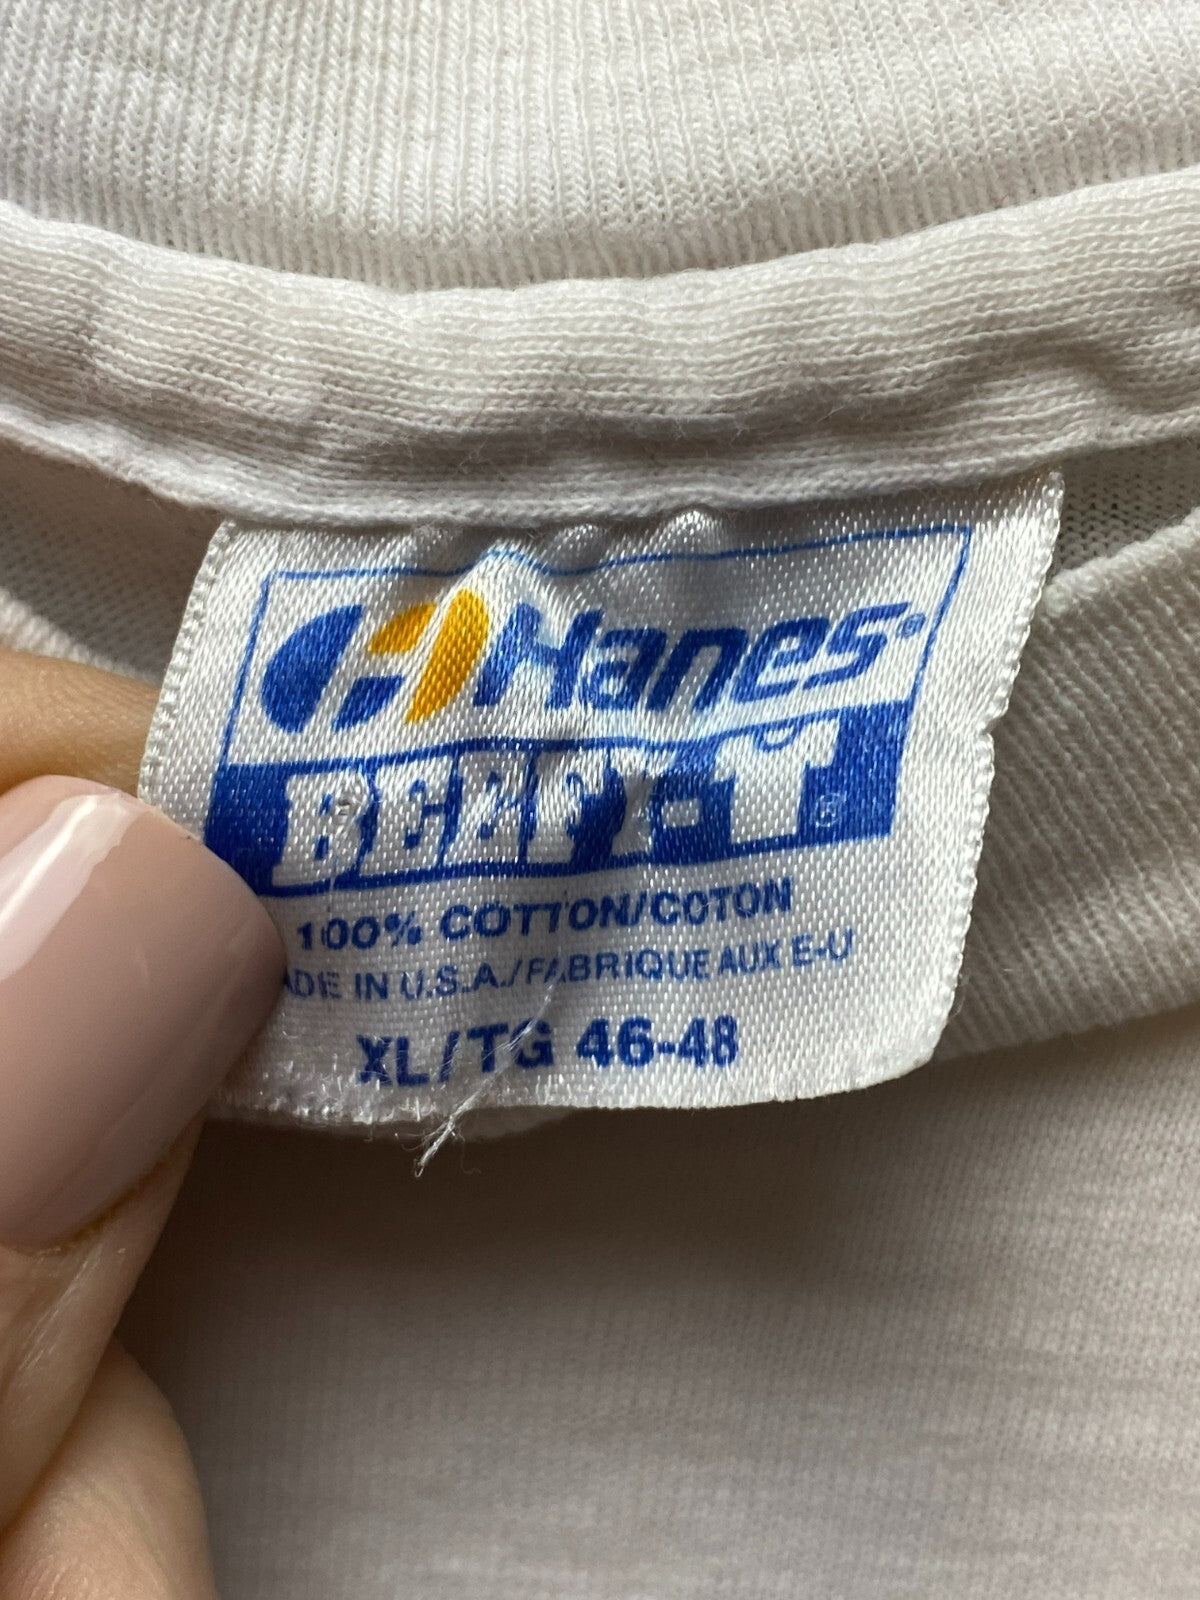 Hanes®
BEEFY-T®
100% COTTON/COTON
ADE IN U.S.A./FABRIQUE AUX E-U
XL/TG 46-48